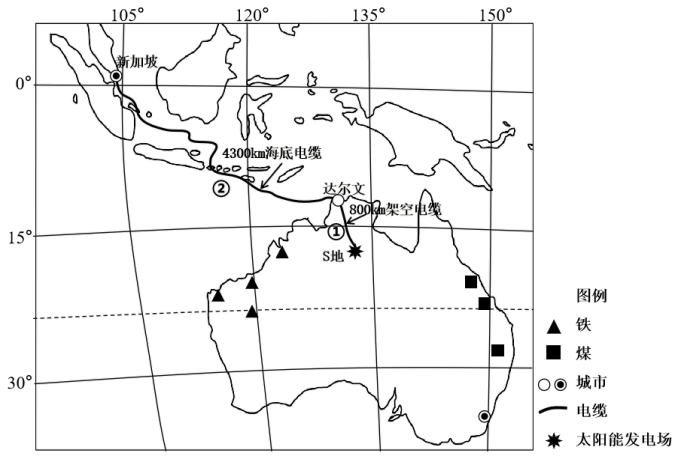 105°
120°
135°
150°
新加坡
0°
4300km海底电缆
达尔文
②
800km架空电缆
①
15°
S地
图例
铁
煤
30°
城市
电缆
太阳能发电场